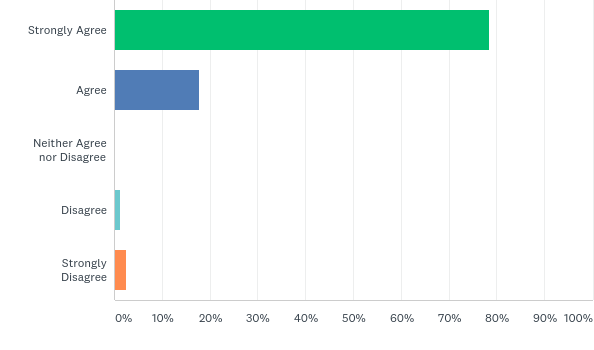 Strongly Agree
Agree
Neither Agree
nor Disagree
Disagree
Strongly
Disagree
0% 10% 20% 30% 40% 50% 60% 70% 80% 90% 100%